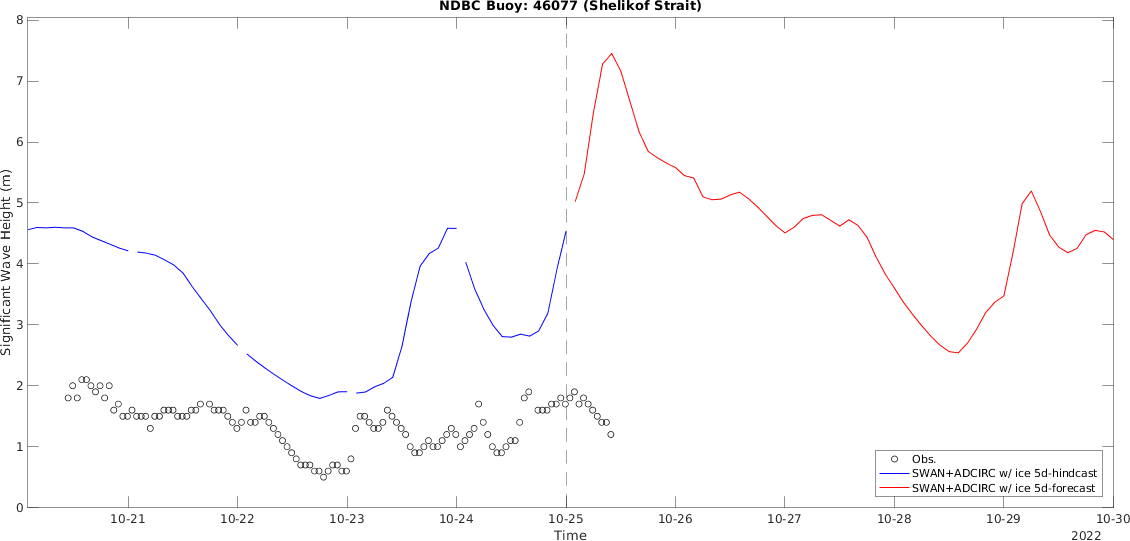 NDBC Buoy: 46077 (Shelikof Strait)
8
7
6
5
4
3
2
1
0
Significant Wave Height (m)
10-21 10-22 10-23 10-24 10-25 10-26 10-27 10-28 10-29 10-30
Time
2022
Obs.
SWAN+ADCIRC w/ ice 5d-hindcast
SWAN+ADCIRC w/ ice 5d-forecast